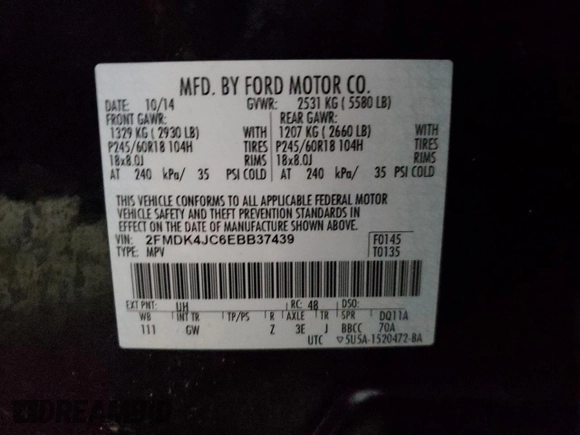 MFD. BY FORD MOTOR CO.
DATE: 10/14 GVWR: 2531 KG ( 5580 LB)
FRONT GAWR: REAR GAWR:
1329 KG ( 2930 LB) WITH 1207 KG ( 2660 LB) WITH
P245/60R18 104H TIRES P245/60R18 104H TIRES
18x8.0J RIMS 18x8.0J RIMS
AT 240 kPa/ 35 PSI COLD AT 240 kPa/ 35 PSI COLD
THIS VEHICLE CONFORMS TO ALL APPLICABLE FEDERAL MOTOR
VEHICLE SAFETY AND THEFT PREVENTION STANDARDS IN
EFFECT ON THE DATE OF MANUFACTURE SHOWN ABOVE.
VIN: 2FMDK4JC6EBB37439 F0145
TYPE: MPV T0135
EXT PNT: UH RC: 48 DSO:
WB INT TR TP/PS R AXLE TR SPR DQ11A
111 GW Z 3E J BBCC 70A
UTC ▽5U5A-1520472-BA
DREAMBID